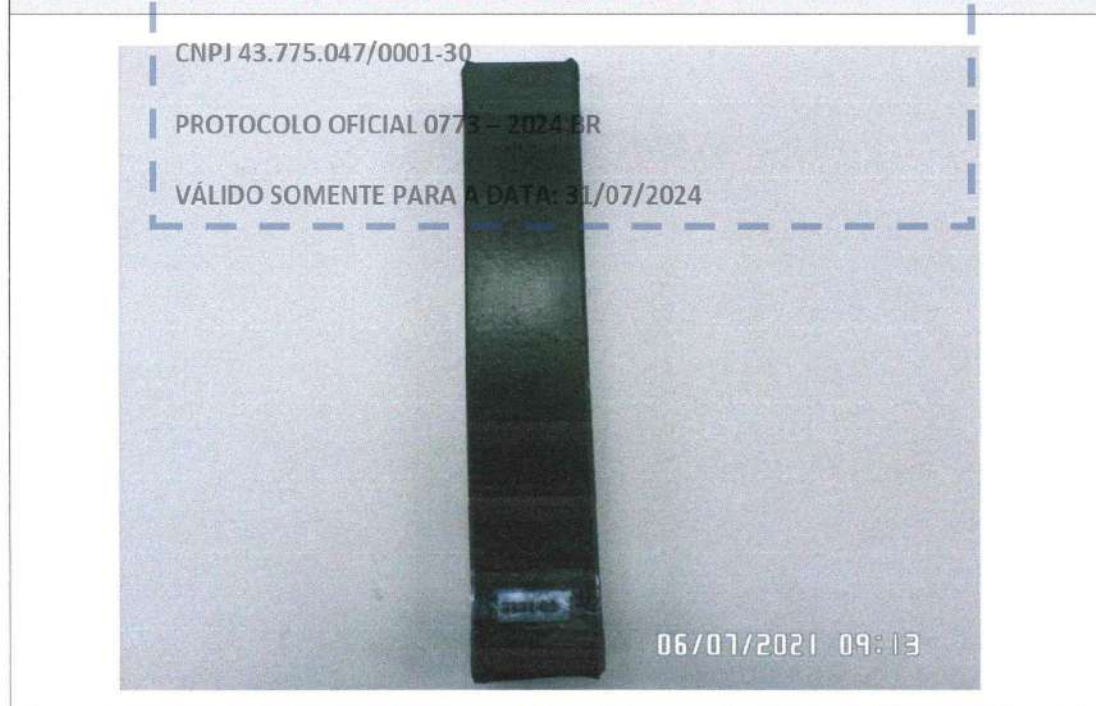 CNPJ 43.775.047/0001-30
PROTOCOLO OFICIAL 0773 – 2024.BR
VÁLIDO SOMENTE PARA A DATA: 31/07/2024
06/07/2021 09:13